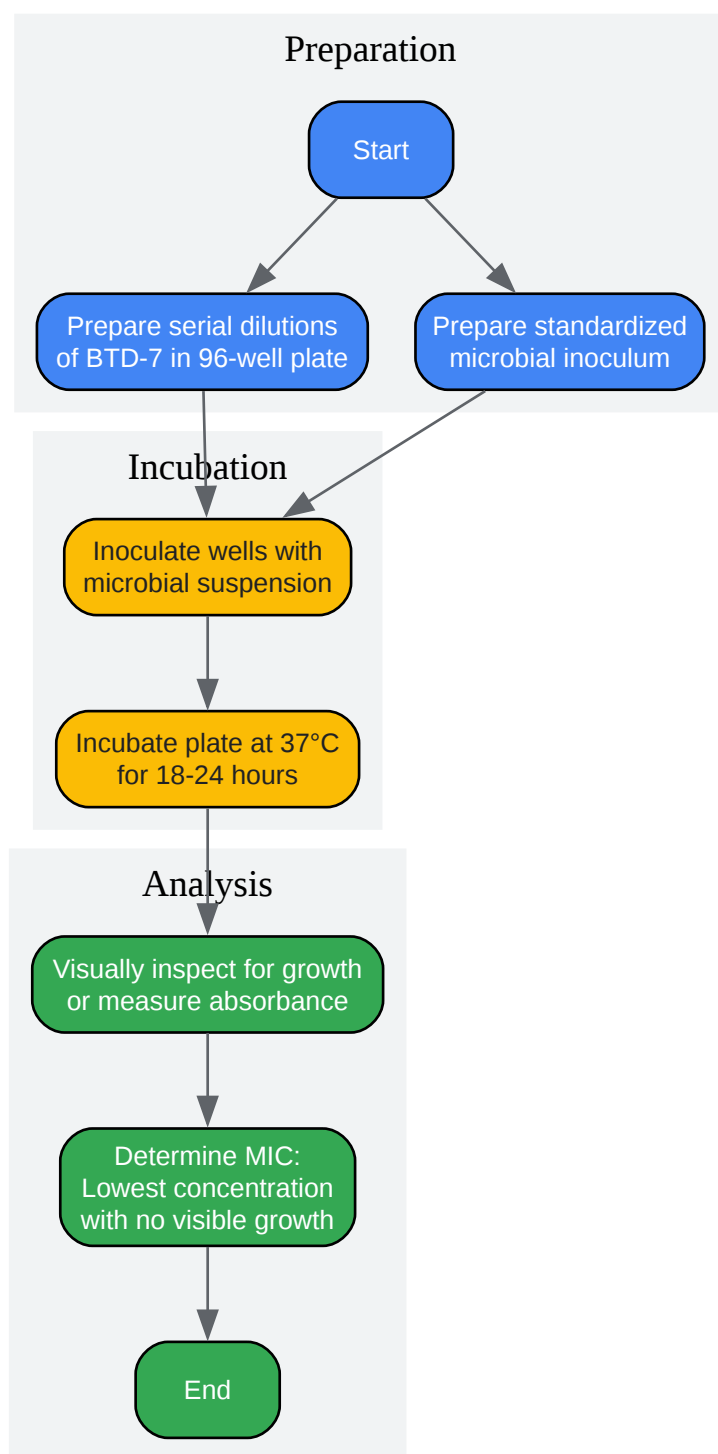 Preparation
Start
Prepare serial dilutions
of BTD-7 in 96-well plate
Prepare standardized
microbial inoculum
Incubation
Inoculate wells with
microbial suspension
Incubate plate at 37°C
for 18-24 hours
Analysis
Visually inspect for growth
or measure absorbance
Determine MIC:
Lowest concentration
with no visible growth
End